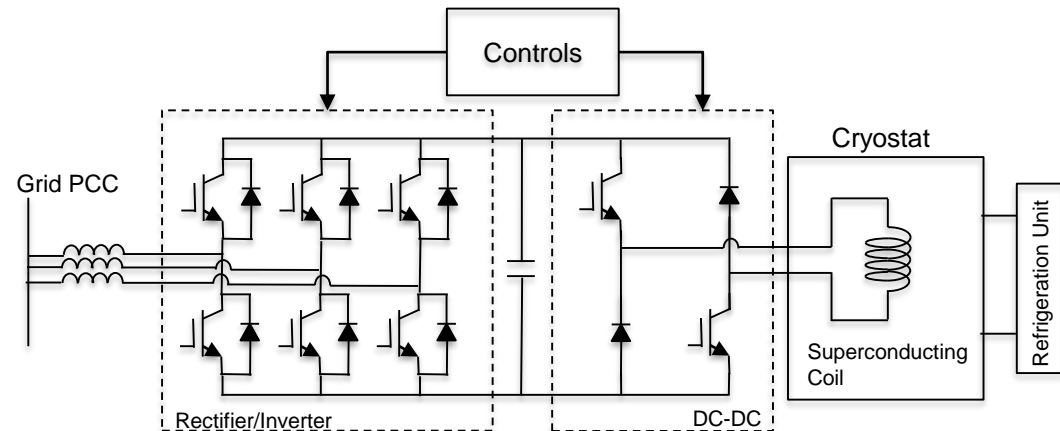 Controls
Cryostat
Grid PCC
Refrigeration Unit
Superconducting
Coil
Rectifier/Inverter
DC-DC